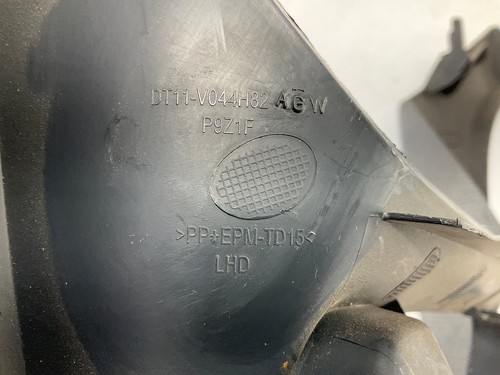 DT11-V044H82 AGW
P9Z1F
>PP+EPM-TD15<
LHD